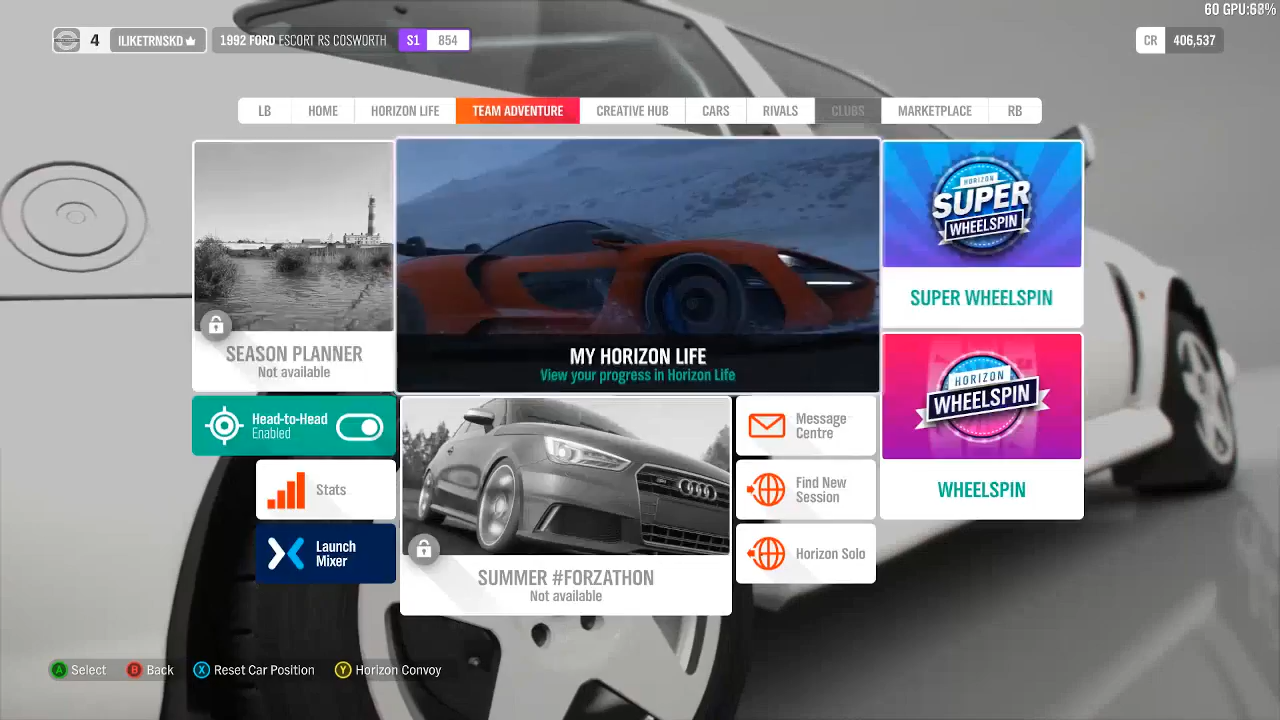 60 GPU:68%
4 ILIKETRNSKD 1992 FORD ESCORT RS COSWORTH S1 854 CR 406,537
LB HOME HORIZON LIFE TEAM ADVENTURE CREATIVE HUB CARS RIVALS CLUBS MARKETPLACE RB
SEASON PLANNER
Not available
MY HORIZON LIFE
View your progress in Horizon Life
HORIZON
SUPER
WHEELSPIN
SUPER WHEELSPIN
Head-to-Head
Enabled
Stats
Launch
Mixer
SUMMER #FORZATHON
Not available
Message
Centre
Find New
Session
Horizon Solo
HORIZON
WHEELSPIN
WHEELSPIN
A Select B Back X Reset Car Position Y Horizon Convoy